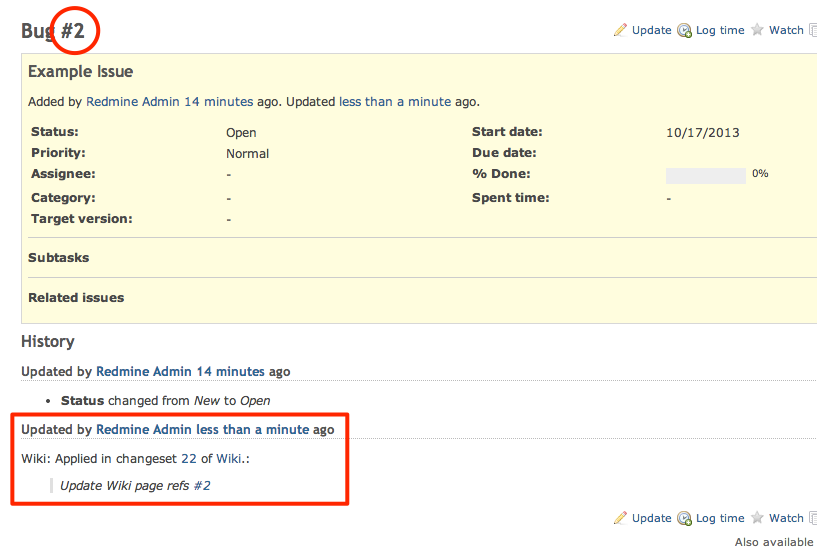 Bug #2
Update Log time Watch
Example Issue
Added by Redmine Admin 14 minutes ago. Updated less than a minute ago.
Status: Open Start date: 10/17/2013
Priority: Normal Due date:
Assignee: - % Done: 0%
Category: - Spent time: -
Target version: -
Subtasks
Related issues
History
Updated by Redmine Admin 14 minutes ago
• Status changed from New to Open
Updated by Redmine Admin less than a minute ago
Wiki: Applied in changeset 22 of Wiki.:
Update Wiki page refs #2
Update Log time Watch
Also available